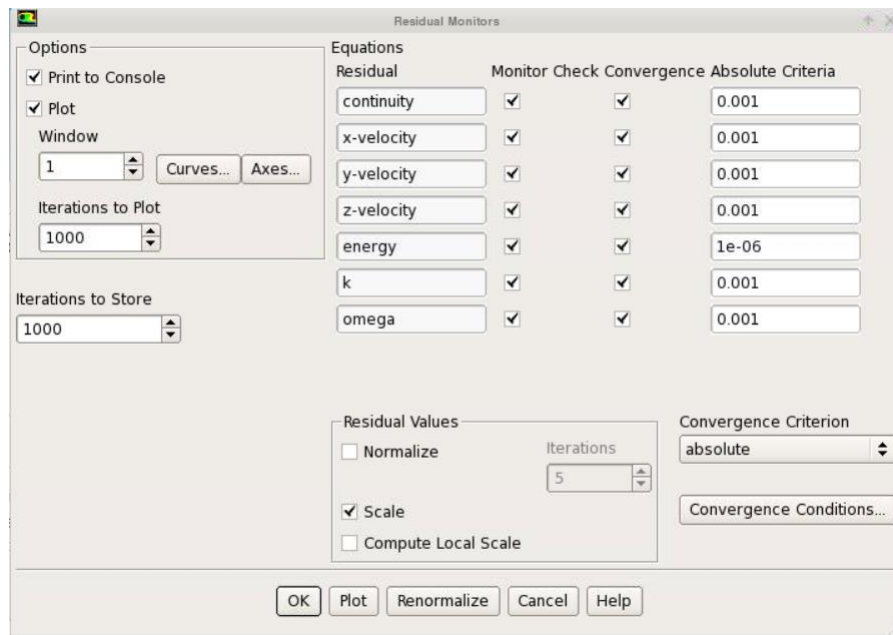 Residual Monitors
Options
Print to Console
Plot
Window
1
Curves...
Axes...
Iterations to Plot
1000
Iterations to Store
1000
Equations
Residual Monitor Check Convergence Absolute Criteria
continuity 0.001
x-velocity 0.001
y-velocity 0.001
z-velocity 0.001
energy 1e-06
k 0.001
omega 0.001
Residual Values
Normalize
Iterations
5
Scale
Compute Local Scale
Convergence Criterion
absolute
Convergence Conditions...
OK Plot Renormalize Cancel Help